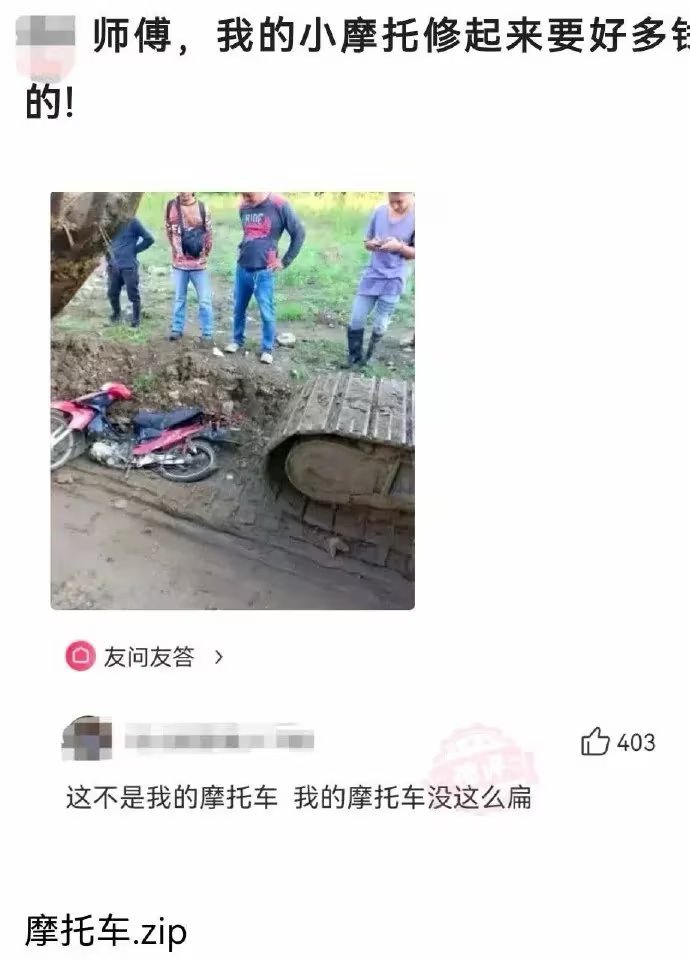 师傅，我的小摩托修起来要好多钱
的!
RIDE
友问友答 >
403
这不是我的摩托车 我的摩托车没这么扁
摩托车.zip